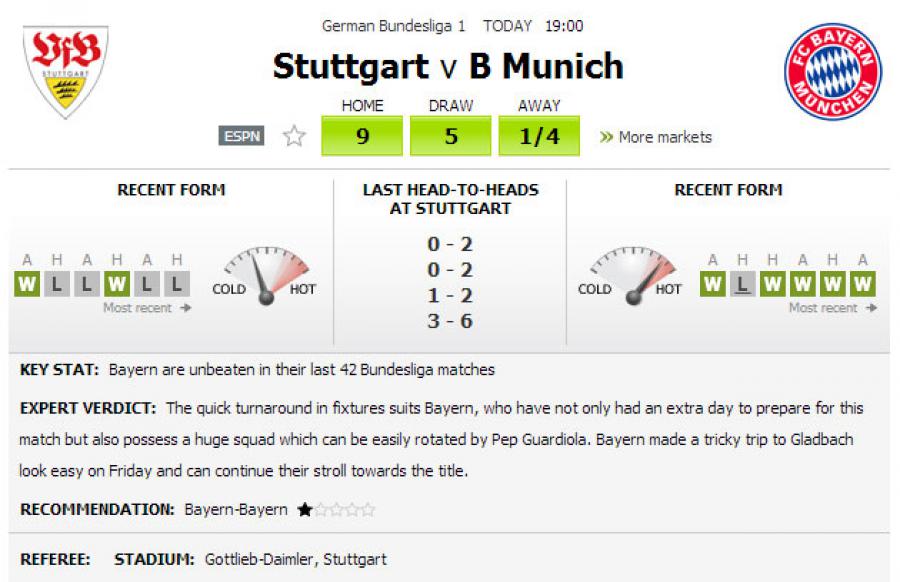 German Bundesliga 1 TODAY 19:00
VfB
STUTTGART
Stuttgart v B Munich
FC BAYERN
MÜNCHEN
HOME DRAW AWAY
ESPN 9 5 1/4 » More markets
RECENT FORM
A H A H A H
W L L W L L
Most recent →
COLD HOT
LAST HEAD-TO-HEADS
AT STUTTGART
0 - 2
0 - 2
1 - 2
3 - 6
RECENT FORM
COLD HOT
A H H A H A
W L W W W W
Most recent →
KEY STAT: Bayern are unbeaten in their last 42 Bundesliga matches
EXPERT VERDICT: The quick turnaround in fixtures suits Bayern, who have not only had an extra day to prepare for this
match but also possess a huge squad which can be easily rotated by Pep Guardiola. Bayern made a tricky trip to Gladbach
look easy on Friday and can continue their stroll towards the title.
RECOMMENDATION: Bayern-Bayern
REFEREE: STADIUM: Gottlieb-Daimler, Stuttgart